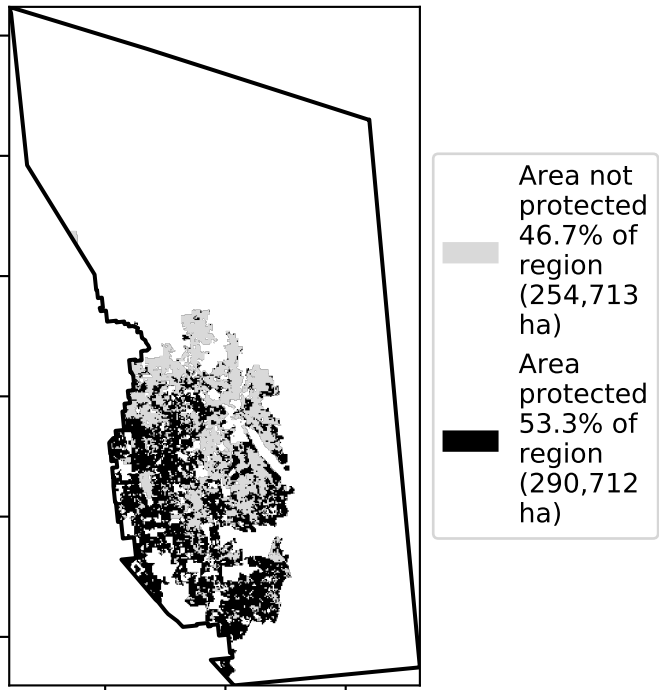 Area not
protected
46.7% of
region
(254,713
ha)
Area
protected
53.3% of
region
(290,712
ha)